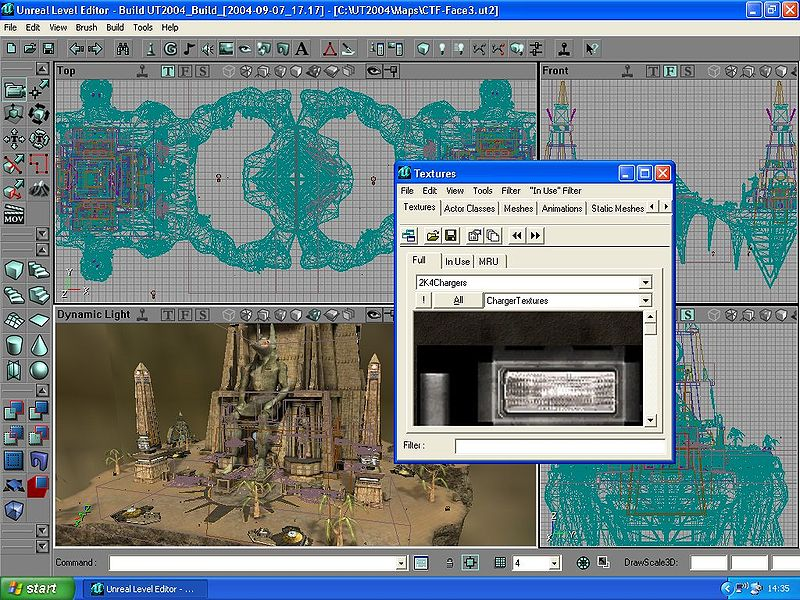 Unreal Level Editor - Build UT2004_Build_[2004-09-07_17.17] - [C:\UT2004\Maps\CTF-Face3.ut2]
File Edit View Brush Build Tools Help
Top T F S
Front T F S
MOV
Textures
File Edit View Tools Filter "In Use" Filter
Textures Actor Classes Meshes Animations Static Meshes
Full In Use MRU
2K4Chargers
! All ChargerTextures
Filter :
Dynamic Light T F S
S
Y
Z X
Command : 4 DrawScale3D:
start Unreal Level Editor - ... 14:35